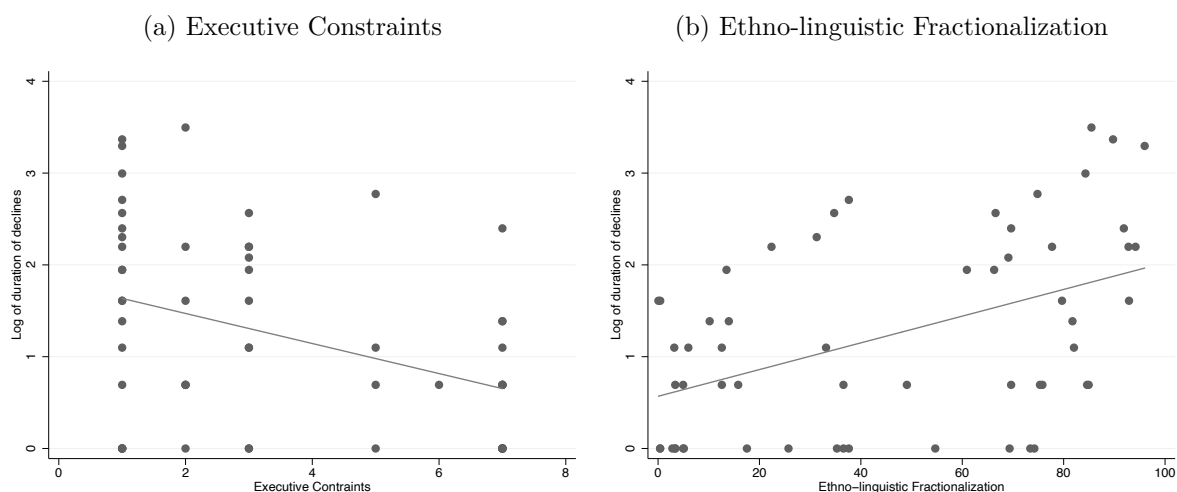 (a) Executive Constraints
4
3
2
1
0
Log of duration of declines
0 2 4 6 8
Executive Contraints
(b) Ethno-linguistic Fractionalization
4
3
2
1
0
Log of duration of declines
0 20 40 60 80 100
Ethno−linguistic Fractionalization